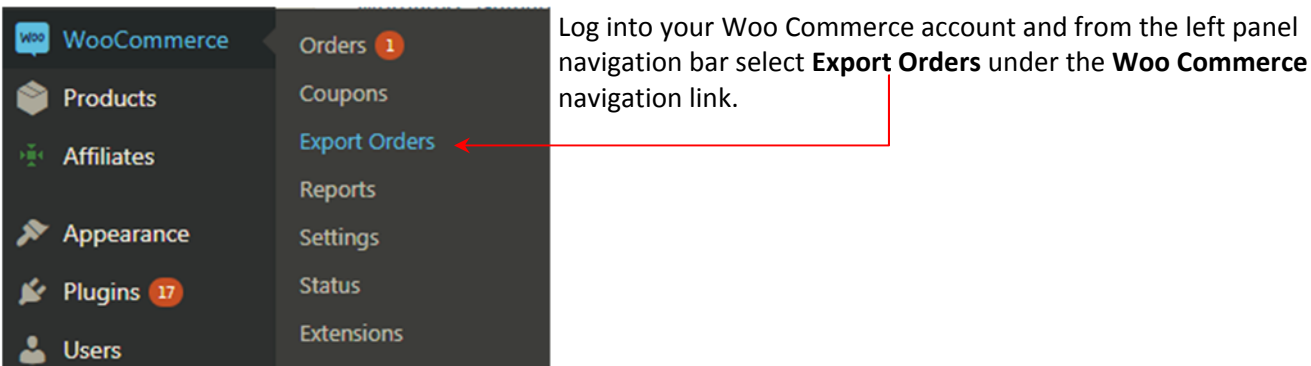 WOO WooCommerce
Products
Affiliates
Appearance
Plugins 17
Users
Orders 1
Coupons
Export Orders
Reports
Settings
Status
Extensions
Log into your Woo Commerce account and from the left panel
navigation bar select Export Orders under the Woo Commerce
navigation link.